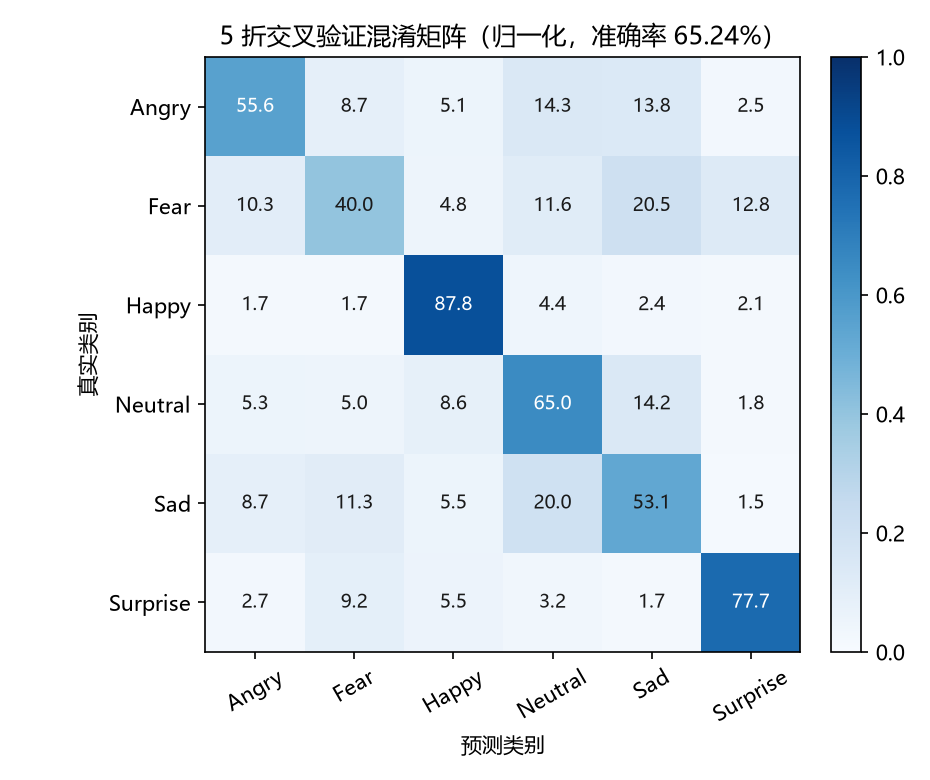 5 折交叉验证混淆矩阵（归一化，准确率 65.24%）
真实类别
Angry 55.6 8.7 5.1 14.3 13.8 2.5
Fear 10.3 40.0 4.8 11.6 20.5 12.8
Happy 1.7 1.7 87.8 4.4 2.4 2.1
Neutral 5.3 5.0 8.6 65.0 14.2 1.8
Sad 8.7 11.3 5.5 20.0 53.1 1.5
Surprise 2.7 9.2 5.5 3.2 1.7 77.7
Angry Fear Happy Neutral Sad Surprise
预测类别
1.0
0.8
0.6
0.4
0.2
0.0